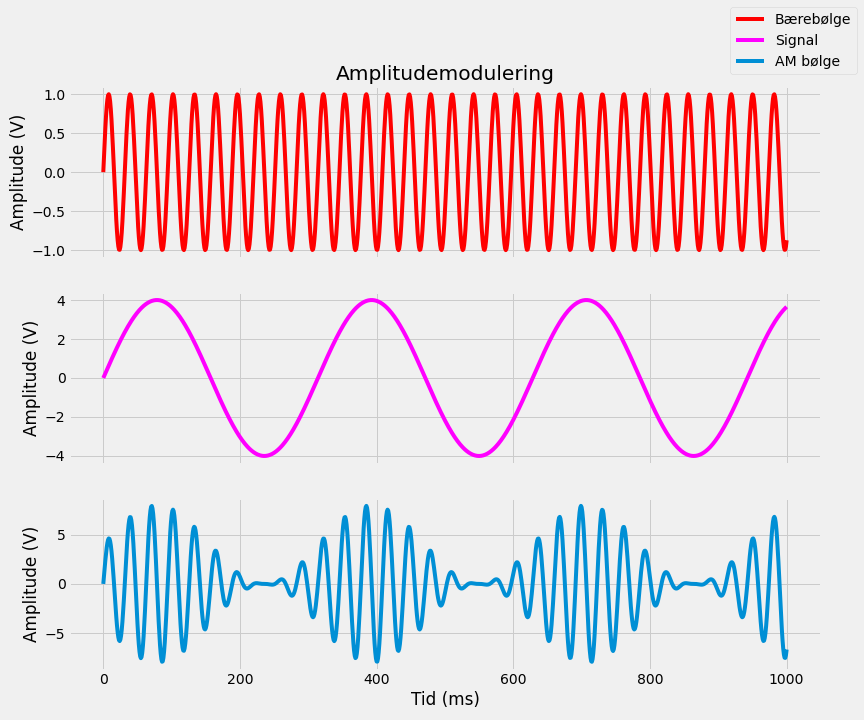 Bærebølge
Signal
AM bølge
Amplitudemodulering
Amplitude (V)
1.0
0.5
0.0
−0.5
−1.0
Amplitude (V)
4
2
0
−2
−4
Amplitude (V)
5
0
−5
0 200 400 600 800 1000
Tid (ms)